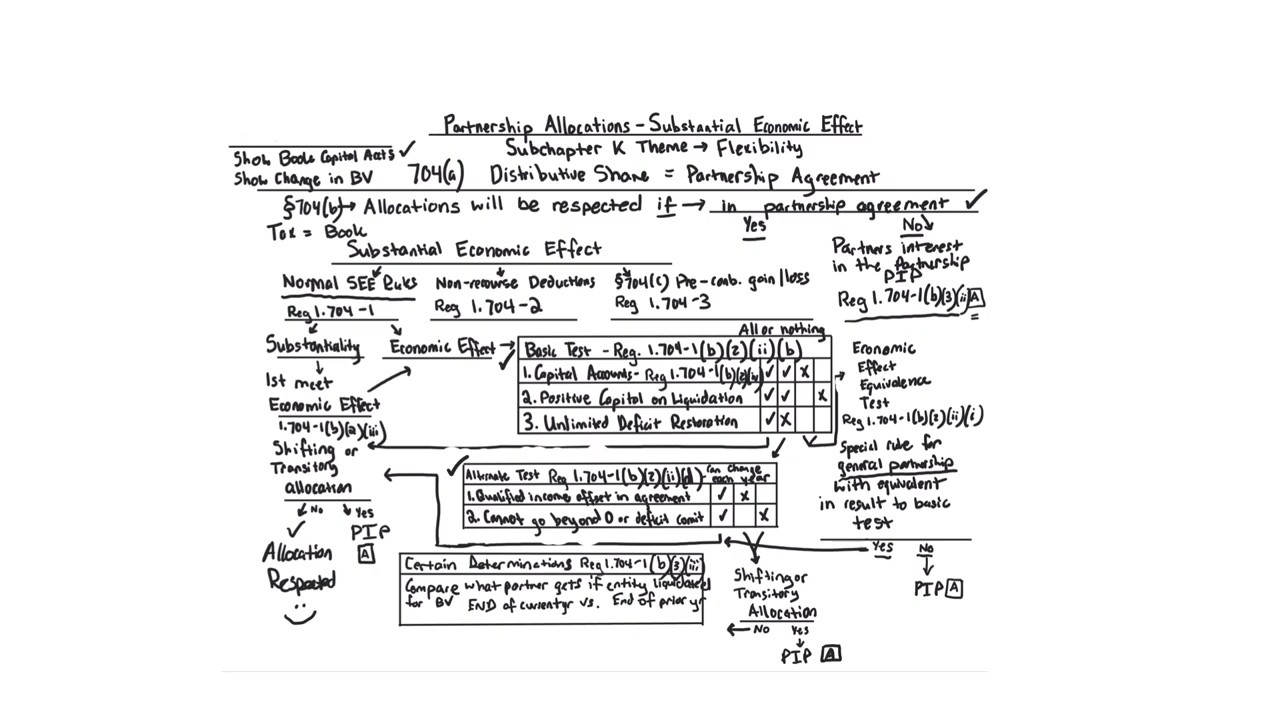 Partnership Allocations - Substantial Economic Effect
Subchapter K Theme → Flexibility
Show Book Capital Accts ✓
Show Change in BV
704(a) Distributive Share = Partnership Agreement
§704(b) → Allocations will be respected if → in partnership agreement ✓
Tax = Book
Yes
No
Substantial Economic Effect
Partners interest
in the Partnership
PIP
Reg 1.704-1(b)(3)(ii) A
Normal SEE Rules
Reg 1.704-1
Non-recourse Deductions
Reg 1.704-2
§704(c) Pre-conb. gain/loss
Reg 1.704-3
Substantiality
1st meet
Economic Effect
1.704-1(b)(2)(iii)
Shifting or
Transitory
allocation
No
Yes
✓
PIP
A
Allocation
Respected
Economic Effect →
All or nothing
Basic Test - Reg. 1.704-1(b)(2)(ii)(b)
1. Capital Accounts - Reg 1.704-1(b)(2)(iv) ✓ ✓ X
2. Positive Capital on Liquidation ✓ ✓ X
3. Unlimited Deficit Restoration ✓ X
Economic
Effect
Equivalence
Test
Reg 1.704-1(b)(2)(ii)(i)
Special rule for
general partnership
with equivalent
in result to basic
test
Yes
No
PIP A
Alternate Test Reg 1.704-1(b)(2)(ii)(d) - can change each year
1. Qualified income offset in agreement ✓ X
2. Cannot go beyond 0 or deficit comit ✓ X
Certain Determinations Reg 1.704-1(b)(3)(iii)
Compare what partner gets if entity liquidated
for BV END of current yr vs. End of prior yr
Shifting or
Transitory
Allocation
No
Yes
PIP A